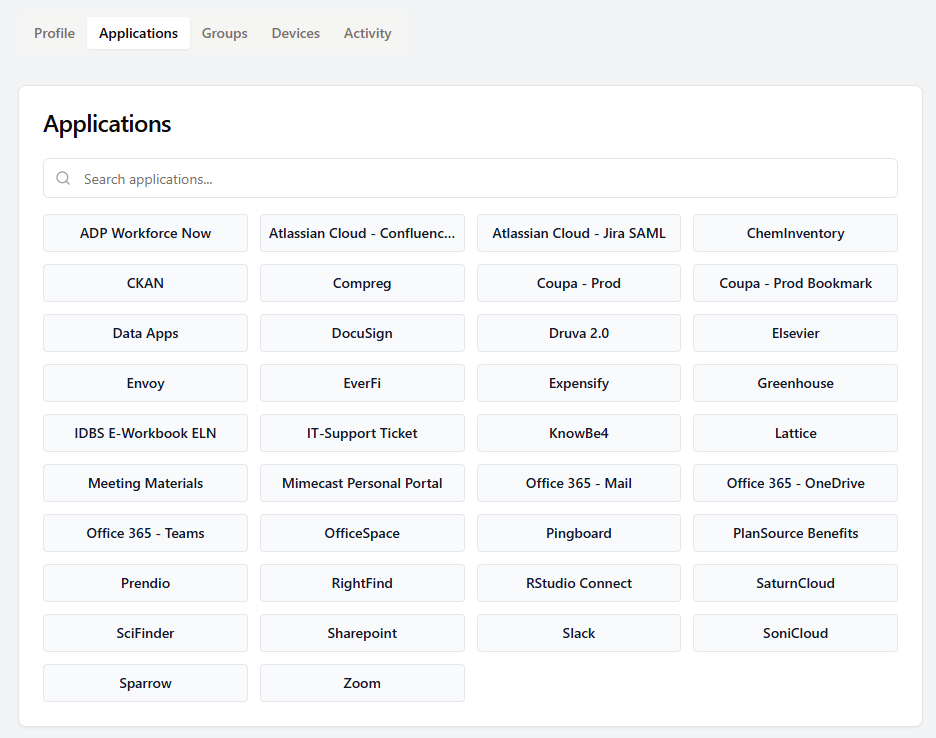 Profile Applications Groups Devices Activity
Applications
Search applications...
ADP Workforce Now Atlassian Cloud - Confluenc... Atlassian Cloud - Jira SAML ChemInventory
CKAN Compreg Coupa - Prod Coupa - Prod Bookmark
Data Apps DocuSign Druva 2.0 Elsevier
Envoy EverFi Expensify Greenhouse
IDBS E-Workbook ELN IT-Support Ticket KnowBe4 Lattice
Meeting Materials Mimecast Personal Portal Office 365 - Mail Office 365 - OneDrive
Office 365 - Teams OfficeSpace Pingboard PlanSource Benefits
Prendio RightFind RStudio Connect SaturnCloud
SciFinder Sharepoint Slack SoniCloud
Sparrow Zoom